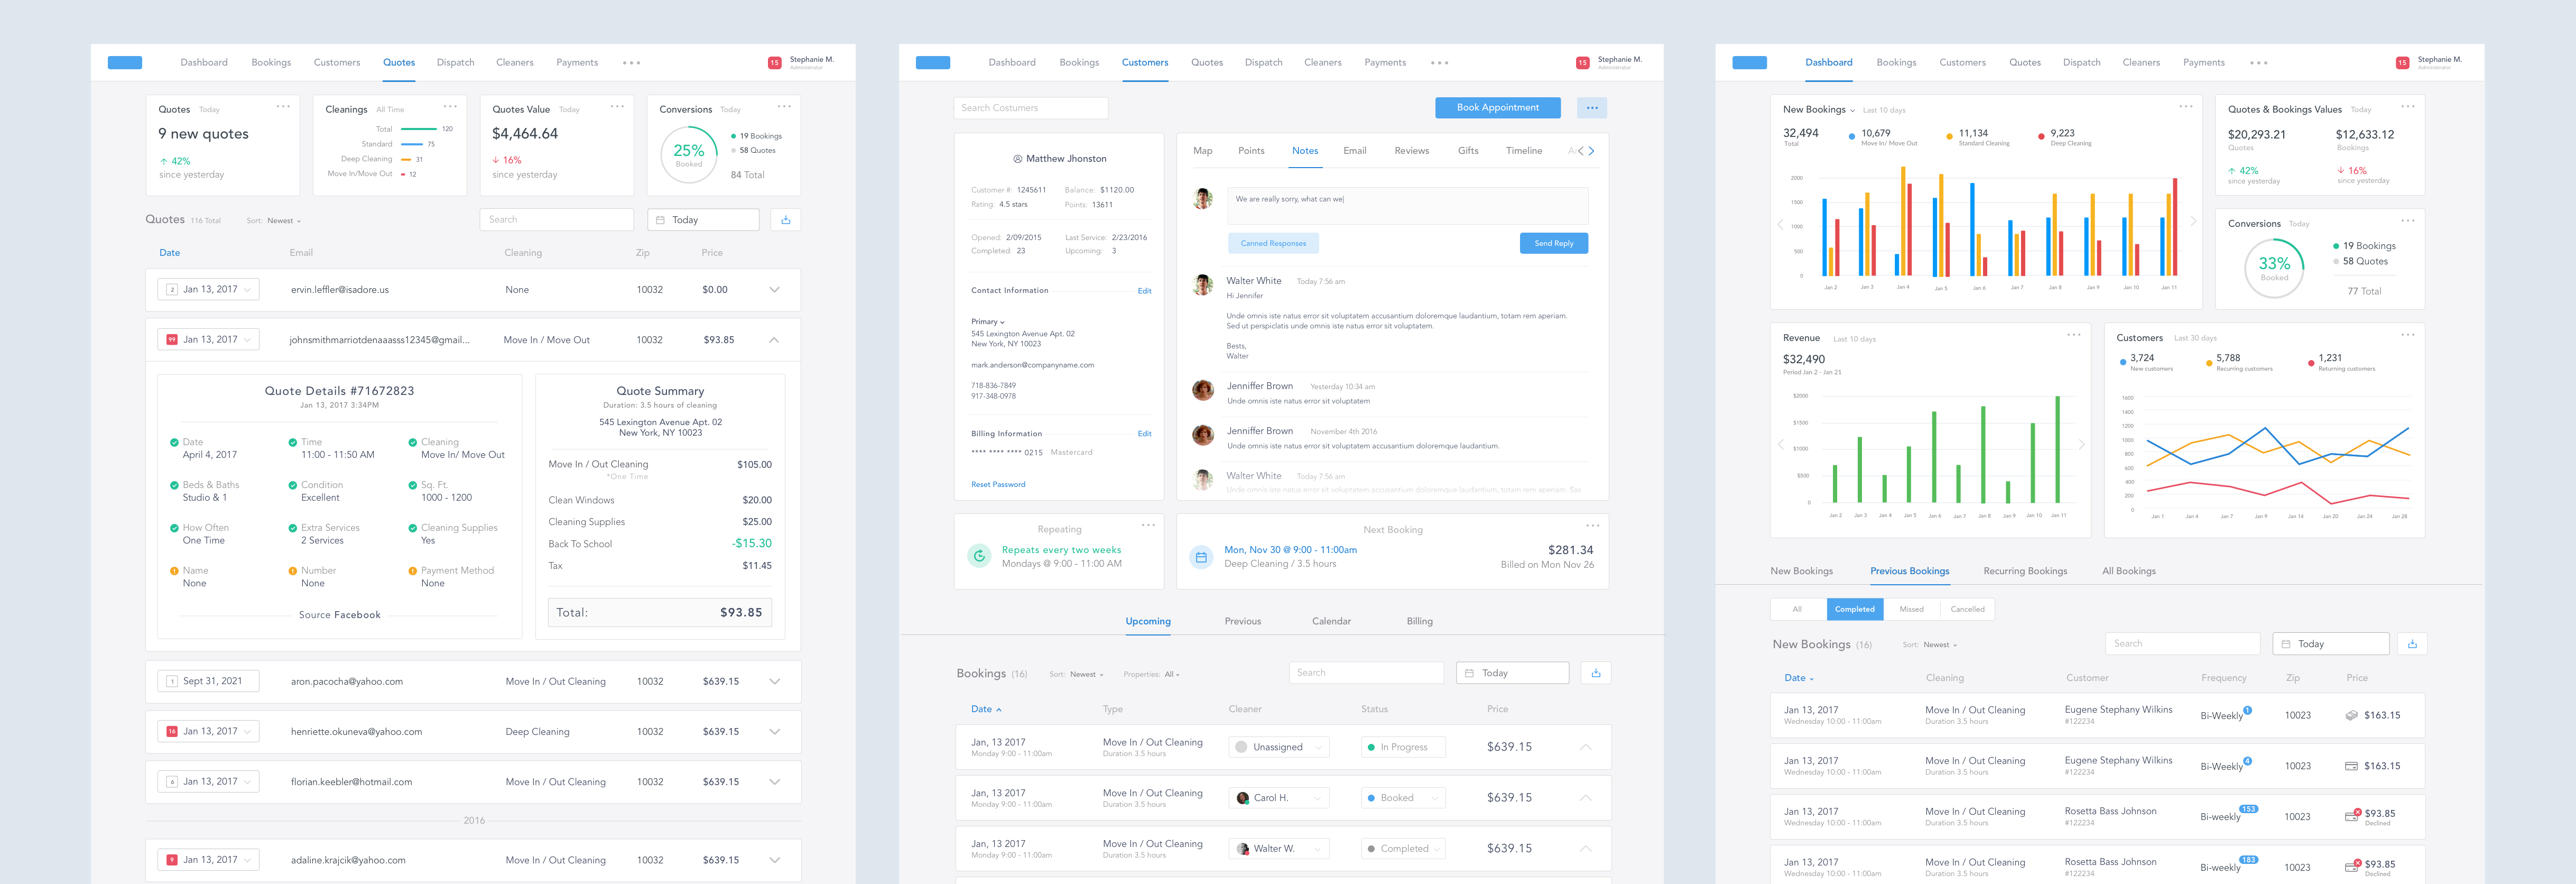 Dashboard Bookings Customers Quotes Dispatch Cleaners Payments
15 Stephanie M.
Administrator
Quotes Today
9 new quotes
42%
since yesterday
Cleanings All Time
Total 120
Standard 75
Deep Cleaning 31
Move In/Move Out 12
Quotes Value Today
$4,464.64
16%
since yesterday
Conversions Today
25%
Booked
19 Bookings
58 Quotes
84 Total
Quotes 116 Total Sort: Newest
Search
Today
Date Email Cleaning Zip Price
2 Jan 13, 2017 ervin.leffler@isadore.us None 10032 $0.00
99 Jan 13, 2017 johnsmithmarriotdenaaasss12345@gmail... Move In / Move Out 10032 $93.85
Quote Details #71672823
Jan 13, 2017 3:34PM
Date Time Cleaning
April 4, 2017 11:00 - 11:50 AM Move In/ Move Out
Beds & Baths Condition Sq. Ft.
Studio & 1 Excellent 1000 - 1200
How Often Extra Services Cleaning Supplies
One Time 2 Services Yes
Name Number Payment Method
None None None
Source Facebook
Quote Summary
Duration: 3.5 hours of cleaning
545 Lexington Avenue Apt. 02
New York, NY 10023
Move In / Out Cleaning $105.00
*One Time
Clean Windows $20.00
Cleaning Supplies $25.00
Back To School -$15.30
Tax $11.45
Total: $93.85
1 Sept 31, 2021 aron.pacocha@yahoo.com Move In / Out Cleaning 10032 $639.15
16 Jan 13, 2017 henriette.okuneva@yahoo.com Deep Cleaning 10032 $639.15
6 Jan 13, 2017 florian.keebler@hotmail.com Move In / Out Cleaning 10032 $639.15
2016
9 Jan 13, 2017 adaline.krajcik@yahoo.com Move In / Out Cleaning 10032 $639.15
Dashboard Bookings Customers Quotes Dispatch Cleaners Payments
15 Stephanie M.
Administrator
Search Costumers
Book Appointment
Matthew Jhonston
Customer #: 1245611 Balance: $1120.00
Rating: 4.5 stars Points: 13611
Opened: 2/09/2015 Last Service: 2/23/2016
Completed: 23 Upcoming: 3
Contact Information Edit
Primary
545 Lexington Avenue Apt. 02
New York, NY 10023
mark.anderson@companyname.com
718-836-7849
917-348-0978
Billing Information Edit
**** **** **** 0215 Mastercard
Reset Password
Map Points Notes Email Reviews Gifts Timeline
We are really sorry, what can we|
Canned Responses
Send Reply
Walter White Today 7:56 am
Hi Jennifer
Unde omnis iste natus error sit voluptatem accusantium doloremque laudantium, totam rem aperiam.
Sed ut perspiciatis unde omnis iste natus error sit voluptatem.
Bests,
Walter
Jenniffer Brown Yesterday 10:34 am
Unde omnis iste natus error sit voluptatem
Jenniffer Brown November 4th 2016
Unde omnis iste natus error sit voluptatem accusantium doloremque laudantium.
Walter White Today 7:56 am
Unde omnis iste natus error sit voluptatem accusantium doloremque laudantium, totam rem aperiam. Sas
Repeating
Repeats every two weeks
Mondays @ 9:00 - 11:00 AM
Next Booking
Mon, Nov 30 @ 9:00 - 11:00am
Deep Cleaning / 3.5 hours
$281.34
Billed on Mon Nov 26
Upcoming Previous Calendar Billing
Bookings (16) Sort: Newest Properties: All
Search
Today
Date Type Cleaner Status Price
Jan, 13 2017 Move In / Out Cleaning Unassigned In Progress $639.15
Monday 9:00 - 11:00am Duration 3.5 hours
Jan, 13 2017 Move In / Out Cleaning Carol H. Booked $639.15
Monday 9:00 - 11:00am Duration 3.5 hours
Jan, 13 2017 Move In / Out Cleaning Walter W. Completed $639.15
Monday 9:00 - 11:00am Duration 3.5 hours
Dashboard Bookings Customers Quotes Dispatch Cleaners Payments
15 Stephanie M.
Administrator
New Bookings Last 10 days
32,494 10,679 11,134 9,223
Total Move In/ Move Out Standard Cleaning Deep Cleaning
2000
1500
1000
500
0
Jan 2 Jan 3 Jan 4 Jan 5 Jan 6 Jan 7 Jan 8 Jan 9 Jan 10 Jan 11
Quotes & Bookings Values Today
$20,293.21 $12,633.12
Quotes Bookings
42% 16%
since yesterday since yesterday
Conversions Today
33%
Booked
19 Bookings
58 Quotes
77 Total
Revenue Last 10 days
$32,490
Period Jan 2 - Jan 21
$2000
$1500
$1000
$500
0
Jan 2 Jan 3 Jan 4 Jan 5 Jan 6 Jan 7 Jan 8 Jan 9 Jan 10 Jan 11
Customers Last 30 days
3,724 5,788 1,231
New customers Recurring customers Returning customers
1600
1400
1200
1000
800
600
400
200
0
Jan 1 Jan 4 Jan 7 Jan 9 Jan 14 Jan 20 Jan 24 Jan 28
New Bookings Previous Bookings Recurring Bookings All Bookings
All Completed Missed Cancelled
New Bookings (16) Sort: Newest
Search
Today
Date Cleaning Customer Frequency Zip Price
Jan 13, 2017 Move In / Out Cleaning Eugene Stephany Wilkins Bi-Weekly 1 10023 $163.15
Wednesday 10:00 - 11:00am Duration 3.5 hours #122234
Jan 13, 2017 Move In / Out Cleaning Eugene Stephany Wilkins Bi-Weekly 4 10023 $163.15
Wednesday 10:00 - 11:00am Duration 3.5 hours #122234
Jan 13, 2017 Move In / Out Cleaning Rosetta Bass Johnson Bi-weekly 153 10023 $93.85
Wednesday 10:00 - 11:00am Duration 3.5 hours #122234 Declined
Jan 13, 2017 Move In / Out Cleaning Rosetta Bass Johnson Bi-weekly 183 10023 $93.85
Wednesday 10:00 - 11:00am Duration 3.5 hours #122234 Declined